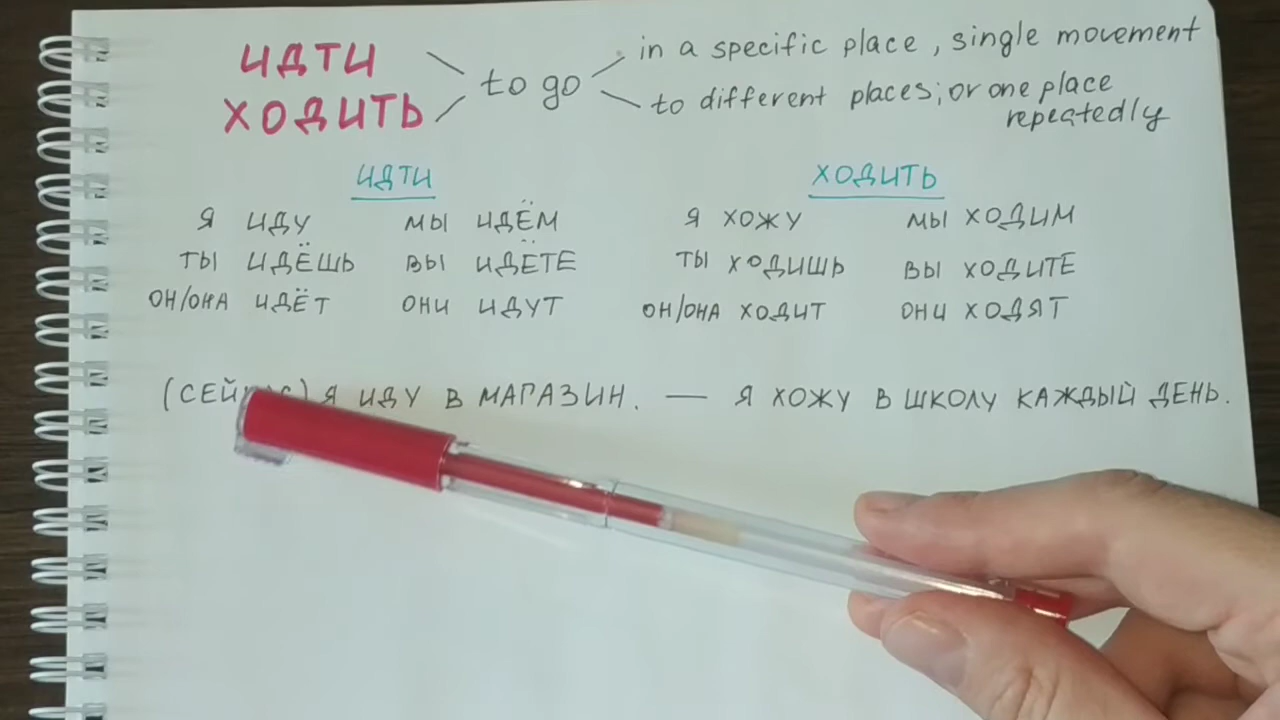 ИДТИ
ХОДИТЬ
to go
in a specific place, single movement
to different places; or one place
repeatedly
ИДТИ
Я ИДУ МЫ ИДЁМ
ТЫ ИДЁШЬ ВЫ ИДЁТЕ
ОН/ОНА ИДЁТ ОНИ ИДУТ
ХОДИТЬ
Я ХОЖУ МЫ ХОДИМ
ТЫ ХОДИШЬ ВЫ ХОДИТЕ
ОН/ОНА ХОДИТ ОНИ ХОДЯТ
(СЕЙЧАС) Я ИДУ В МАГАЗИН. — Я ХОЖУ В ШКОЛУ КАЖДЫЙ ДЕНЬ.